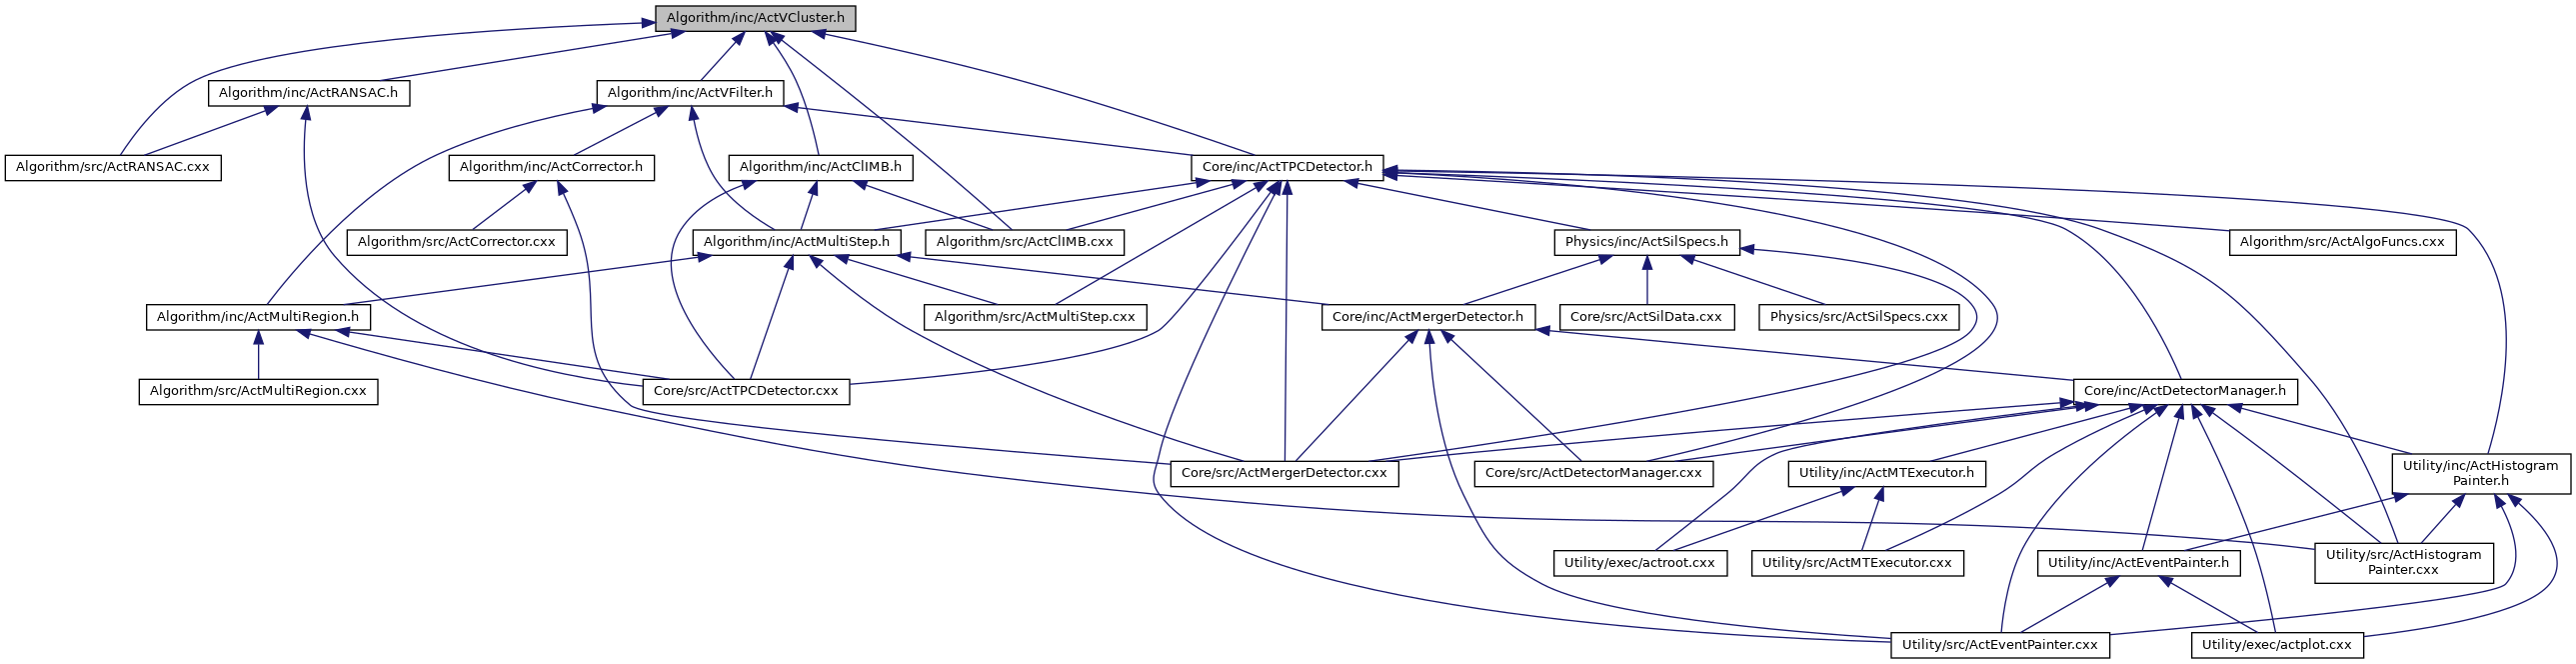 Algorithm/inc/ActVCluster.h
Algorithm/inc/ActRANSAC.h
Algorithm/inc/ActVFilter.h
Algorithm/src/ActRANSAC.cxx
Algorithm/inc/ActCorrector.h
Algorithm/inc/ActClIMB.h
Core/inc/ActTPCDetector.h
Algorithm/src/ActCorrector.cxx
Algorithm/inc/ActMultiStep.h
Algorithm/src/ActClIMB.cxx
Physics/inc/ActSilSpecs.h
Algorithm/src/ActAlgoFuncs.cxx
Algorithm/inc/ActMultiRegion.h
Algorithm/src/ActMultiStep.cxx
Core/inc/ActMergerDetector.h
Core/src/ActSilData.cxx
Physics/src/ActSilSpecs.cxx
Algorithm/src/ActMultiRegion.cxx
Core/src/ActTPCDetector.cxx
Core/inc/ActDetectorManager.h
Core/src/ActMergerDetector.cxx
Core/src/ActDetectorManager.cxx
Utility/inc/ActMTExecutor.h
Utility/inc/ActHistogram
Painter.h
Utility/exec/actroot.cxx
Utility/src/ActMTExecutor.cxx
Utility/inc/ActEventPainter.h
Utility/src/ActHistogram
Painter.cxx
Utility/src/ActEventPainter.cxx
Utility/exec/actplot.cxx